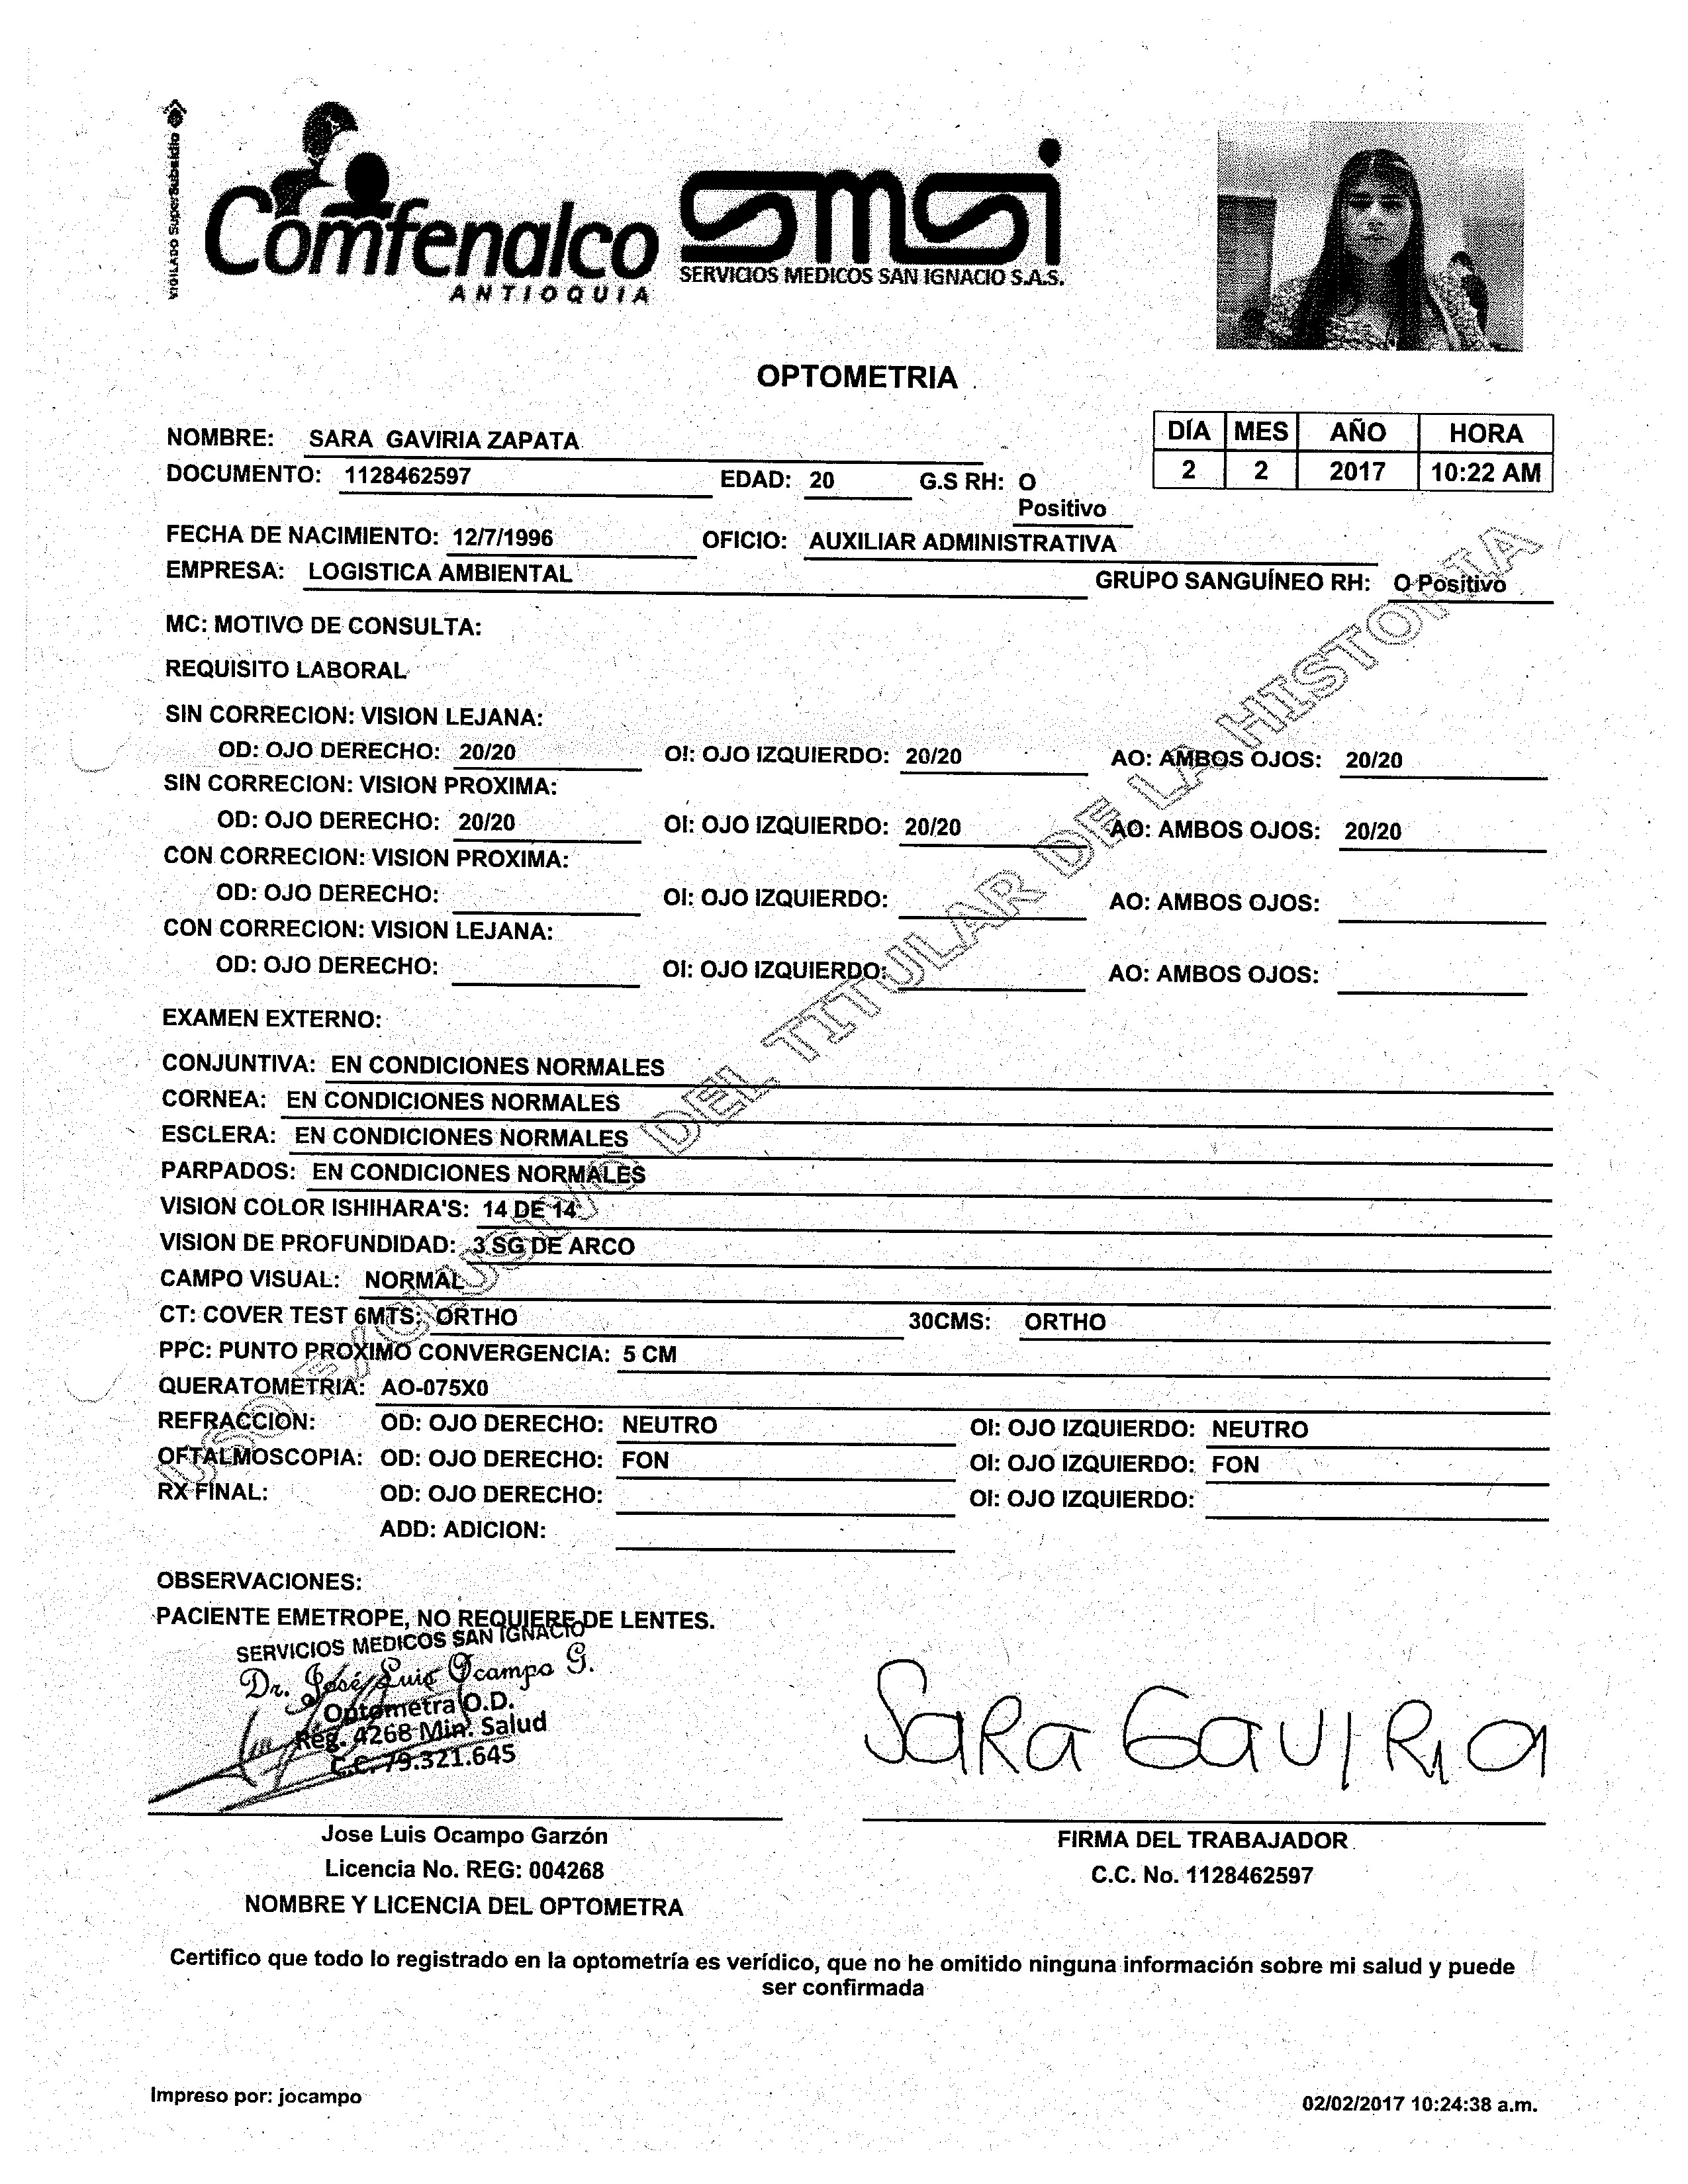 VIGILADO SuperSubsidio
Comfenalco
ANTIOQUIA
smsi
SERVICIOS MEDICOS SAN IGNACIO S.A.S.
OPTOMETRIA
DÍA MES AÑO HORA
2 2 2017 10:22 AM
NOMBRE: SARA GAVIRIA ZAPATA
DOCUMENTO: 1128462597 EDAD: 20 G.S RH: O
Positivo
FECHA DE NACIMIENTO: 12/7/1996 OFICIO: AUXILIAR ADMINISTRATIVA
EMPRESA: LOGISTICA AMBIENTAL GRUPO SANGUÍNEO RH: O Positivo
MC: MOTIVO DE CONSULTA:
REQUISITO LABORAL
SIN CORRECION: VISION LEJANA:
OD: OJO DERECHO: 20/20 OI: OJO IZQUIERDO: 20/20 AO: AMBOS OJOS: 20/20
SIN CORRECION: VISION PROXIMA:
OD: OJO DERECHO: 20/20 OI: OJO IZQUIERDO: 20/20 AO: AMBOS OJOS: 20/20
CON CORRECION: VISION PROXIMA:
OD: OJO DERECHO: OI: OJO IZQUIERDO: AO: AMBOS OJOS:
CON CORRECION: VISION LEJANA:
OD: OJO DERECHO: OI: OJO IZQUIERDO: AO: AMBOS OJOS:
EXAMEN EXTERNO:
CONJUNTIVA: EN CONDICIONES NORMALES
CORNEA: EN CONDICIONES NORMALES
ESCLERA: EN CONDICIONES NORMALES
PARPADOS: EN CONDICIONES NORMALES
VISION COLOR ISHIHARA'S: 14 DE 14
VISION DE PROFUNDIDAD: 3 SG DE ARCO
CAMPO VISUAL: NORMAL
CT: COVER TEST 6MTS: ORTHO 30CMS: ORTHO
PPC: PUNTO PROXIMO CONVERGENCIA: 5 CM
QUERATOMETRIA: AO-075X0
REFRACCION: OD: OJO DERECHO: NEUTRO OI: OJO IZQUIERDO: NEUTRO
OFTALMOSCOPIA: OD: OJO DERECHO: FON OI: OJO IZQUIERDO: FON
RX FINAL: OD: OJO DERECHO: OI: OJO IZQUIERDO:
ADD: ADICION:
USO EXCLUSIVO DEL TITULAR DE LA HISTORIA
OBSERVACIONES:
PACIENTE EMETROPE, NO REQUIERE DE LENTES.
SERVICIOS MEDICOS SAN IGNACIO
Dr. José Luis Ocampo G.
Optometra O.D.
Reg. 4268 Min. Salud
C.C. 79.321.645
SARA GAVIRIA
Jose Luis Ocampo Garzón
Licencia No. REG: 004268
NOMBRE Y LICENCIA DEL OPTOMETRA
FIRMA DEL TRABAJADOR
C.C. No. 1128462597
Certifico que todo lo registrado en la optometría es verídico, que no he omitido ninguna información sobre mi salud y puede
ser confirmada
Impreso por: jocampo
02/02/2017 10:24:38 a.m.